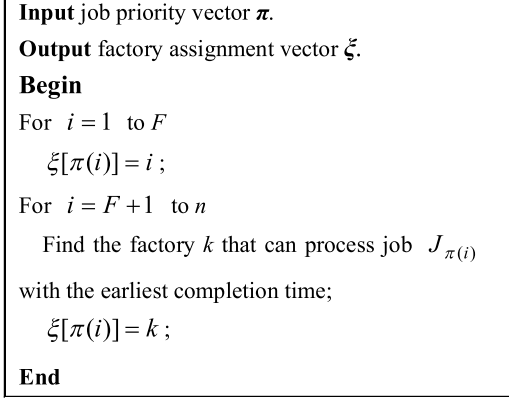 Input job priority vector π.
Output factory assignment vector ξ.
Begin
For i = 1 to F
ξ[π(i)] = i ;
For i = F +1 to n
Find the factory k that can process job J π(i)
with the earliest completion time;
ξ[π(i)] = k ;
End